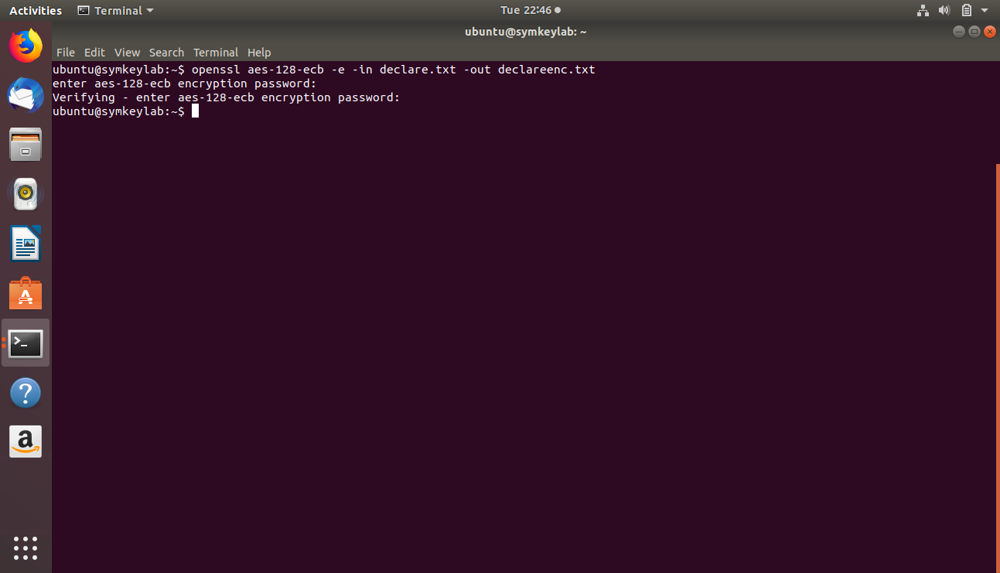 Activities Terminal Tue 22:46
ubuntu@symkeylab: ~
File Edit View Search Terminal Help
ubuntu@symkeylab:~$ openssl aes-128-ecb -e -in declare.txt -out declareenc.txt
enter aes-128-ecb encryption password:
Verifying - enter aes-128-ecb encryption password:
ubuntu@symkeylab:~$